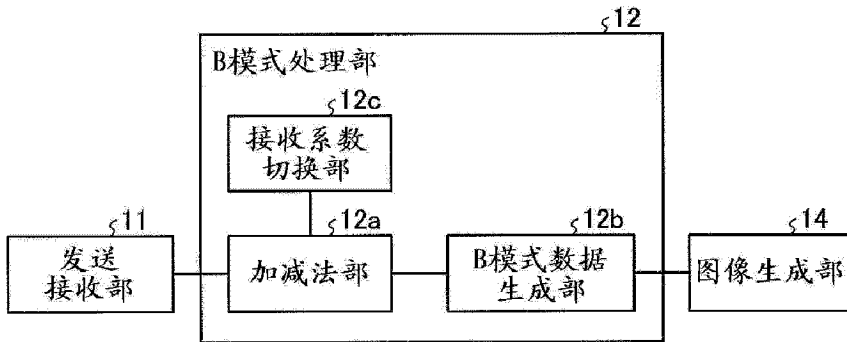 12
B模式处理部
12c
接收系数
切换部
11
发送
接收部
12a
加减法部
12b
B模式数据
生成部
14
图像生成部